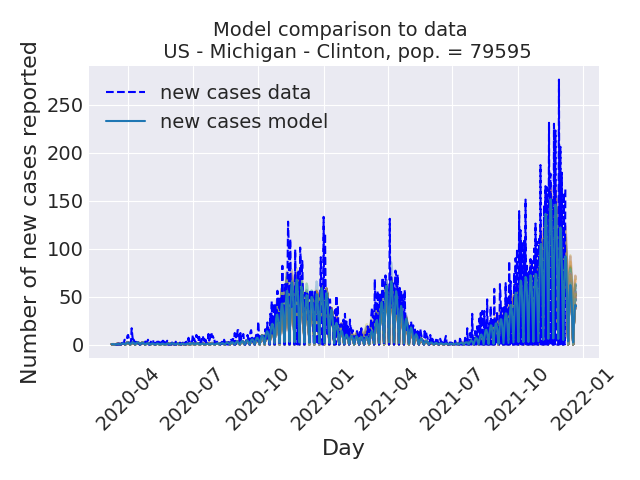 Model comparison to data
US - Michigan - Clinton, pop. = 79595
Number of new cases reported
250
200
150
100
50
0
new cases data
new cases model
2020-04
2020-07
2020-10
2021-01
2021-04
2021-07
2021-10
2022-01
Day